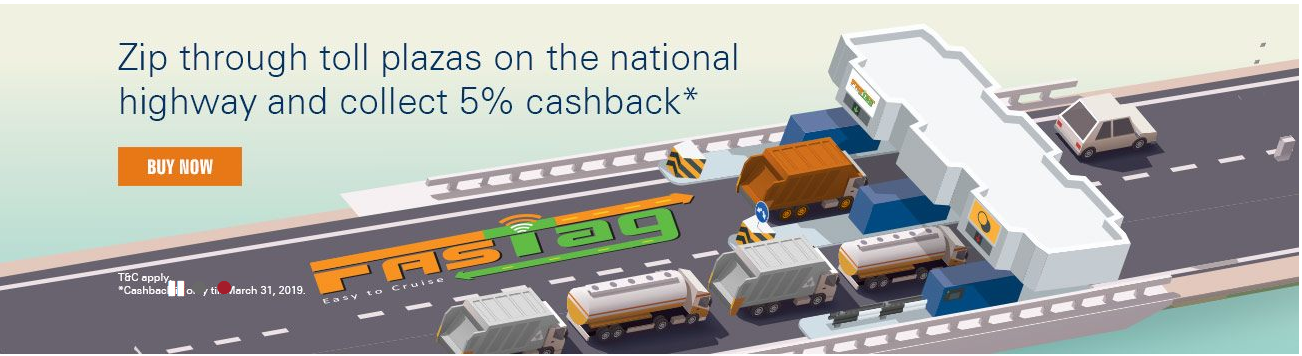 Zip through toll plazas on the national
highway and collect 5% cashback*
BUY NOW
FASTag
Easy to Cruise
T&C apply
March 31, 2019.